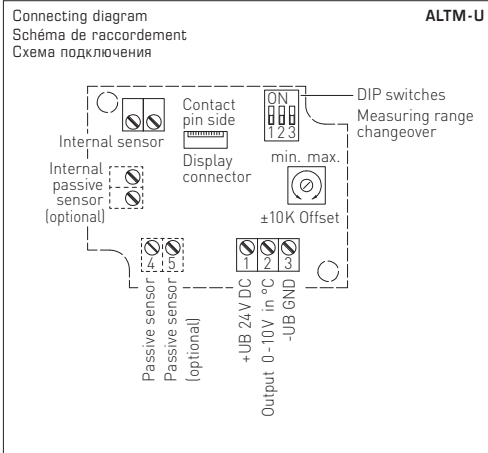 Connecting diagram
ALTM-U
Schéma de raccordement
Схема подключения
ON
1 2 3
DIP switches
Measuring range
changeover
Contact
pin side
Internal sensor
Display
connector
Internal
passive
sensor
(optional)
min. max.
±10K Offset
4 5
1 2 3
Passive sensor
Passive sensor
(optional)
+UB 24V DC
Output 0-10V in °C
-UB GND